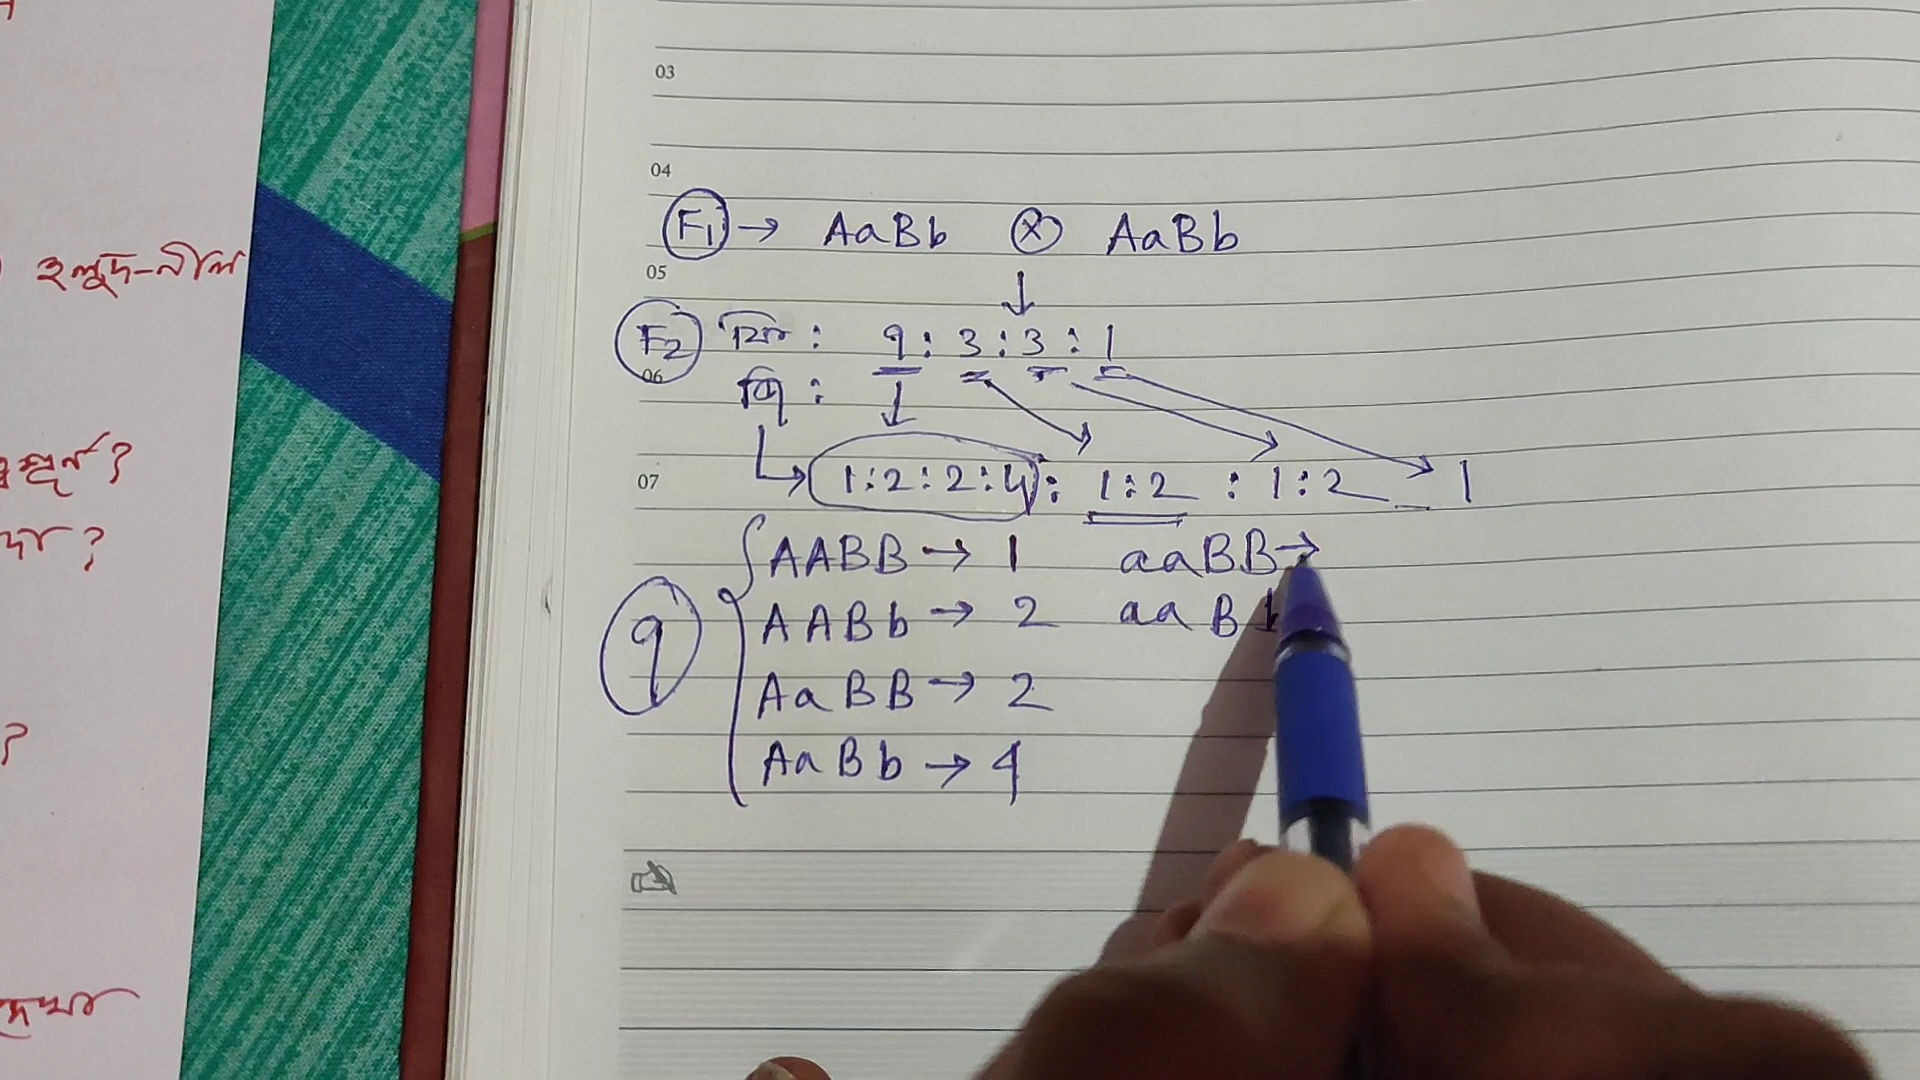 হলুদ-নীল
?
?
?
03
04
F1 → AaBb ⊗ AaBb
05
↓
F2 : 9 : 3 : 3 : 1
06
:
07
1:2:2:4 : 1:2 : 1:2 1
AABB → 1 aaBB →
AABb → 2 aaBb
9
AaBB → 2
AaBb → 4